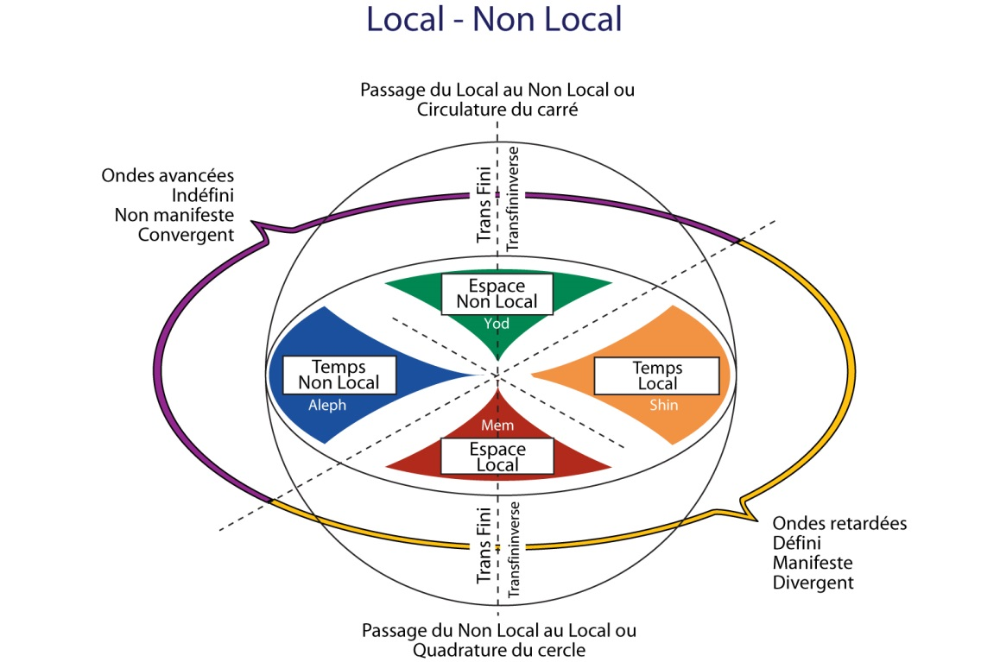 Local - Non Local
Passage du Local au Non Local ou
Circulature du carré
Ondes avancées
Indéfini
Non manifeste
Convergent
Trans Fini
Transfininverse
Espace
Non Local
Yod
Temps
Non Local
Aleph
Temps
Local
Shin
Mem
Espace
Local
Trans Fini
Transfininverse
Ondes retardées
Défini
Manifeste
Divergent
Passage du Non Local au Local ou
Quadrature du cercle